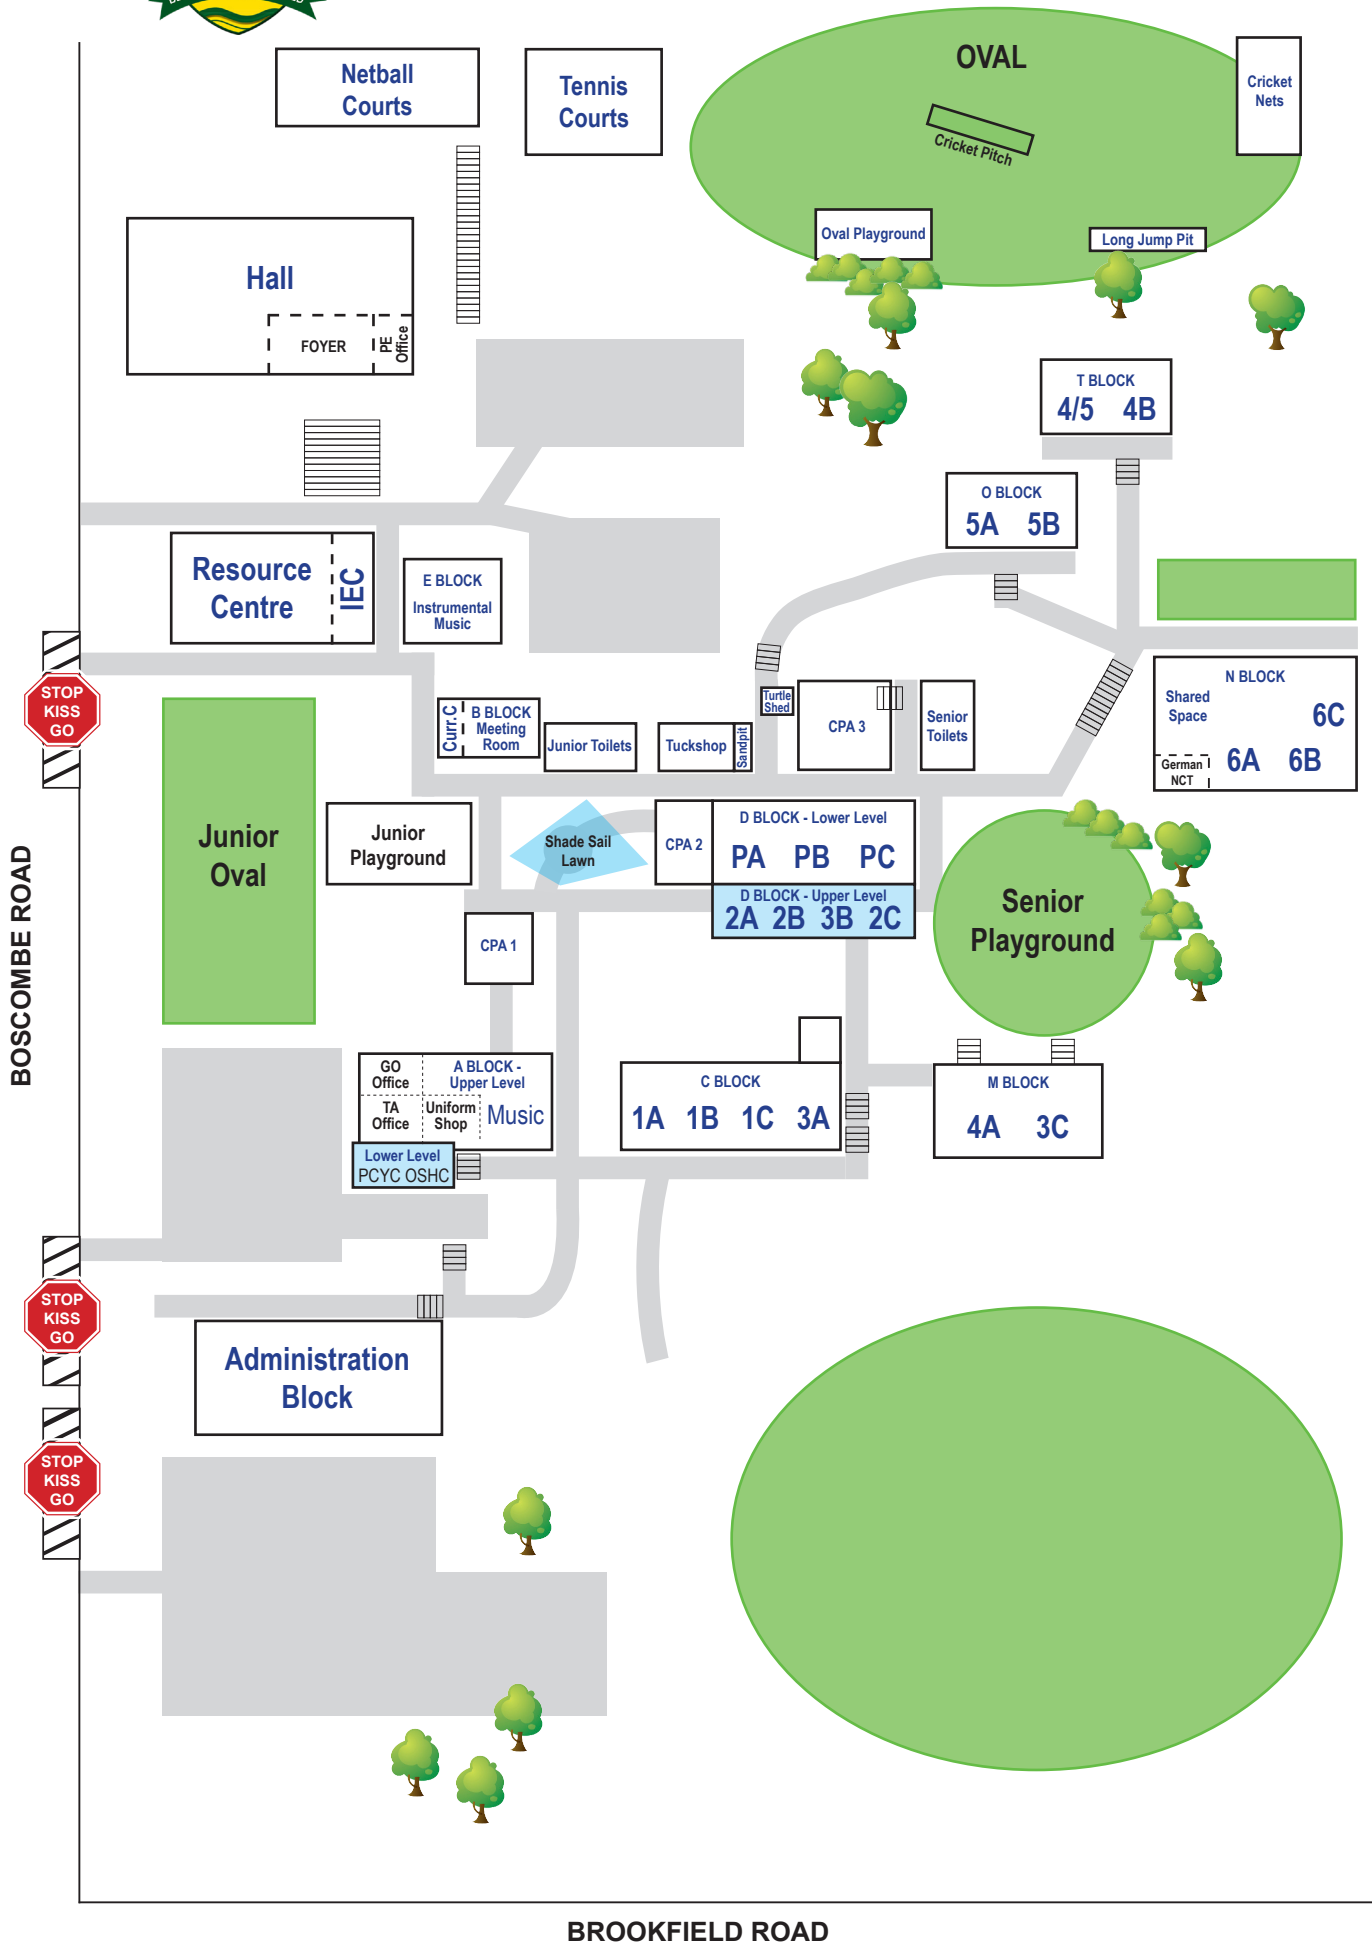 Netball
Courts
Tennis
Courts
OVAL
Cricket Pitch
Cricket
Nets
Oval Playground
Long Jump Pit
Hall
FOYER
PE
Office
T BLOCK
4/5 4B
O BLOCK
5A 5B
Resource
Centre
IEC
E BLOCK
Instrumental
Music
STOP
KISS
GO
Curr.C
B BLOCK
Meeting
Room
Junior Toilets
Tuckshop
Sandpit
Turtle
Shed
CPA 3
Senior
Toilets
N BLOCK
Shared
Space
6C
6A 6B
German
NCT
Junior
Oval
Junior
Playground
Shade Sail
Lawn
CPA 2
D BLOCK - Lower Level
PA PB PC
D BLOCK - Upper Level
2A 2B 3B 2C
Senior
Playground
CPA 1
BOSCOMBE ROAD
GO
Office
A BLOCK -
Upper Level
TA
Office
Uniform
Shop
Music
Lower Level
PCYC OSHC
C BLOCK
1A 1B 1C 3A
M BLOCK
4A 3C
STOP
KISS
GO
Administration
Block
STOP
KISS
GO
BROOKFIELD ROAD